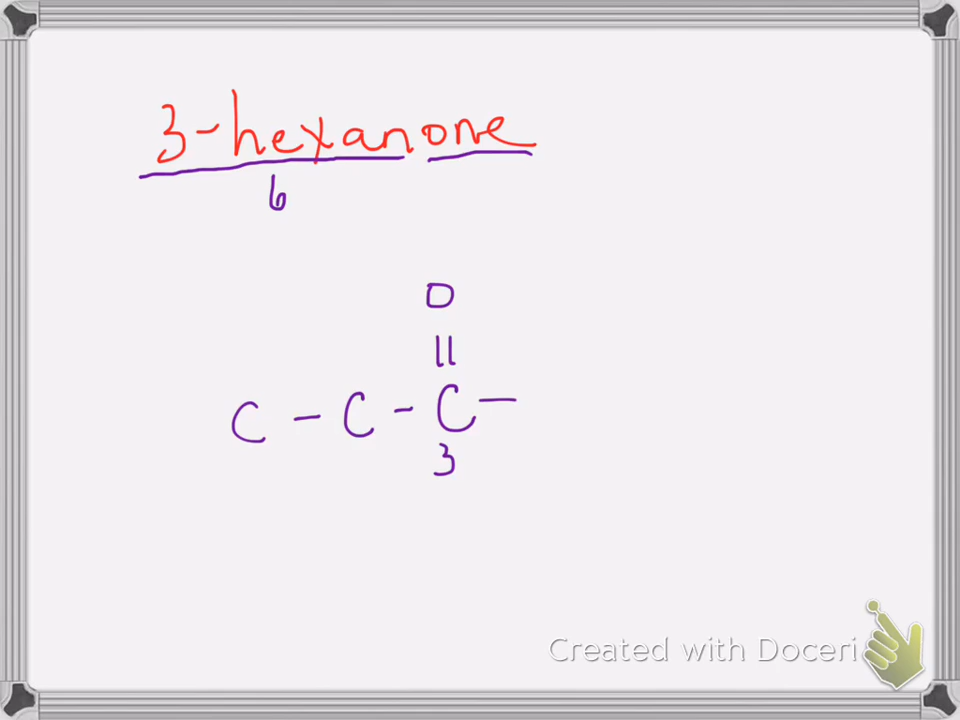 3-hexanone
6
O
||
C - C - C -
3
Created with Doceri